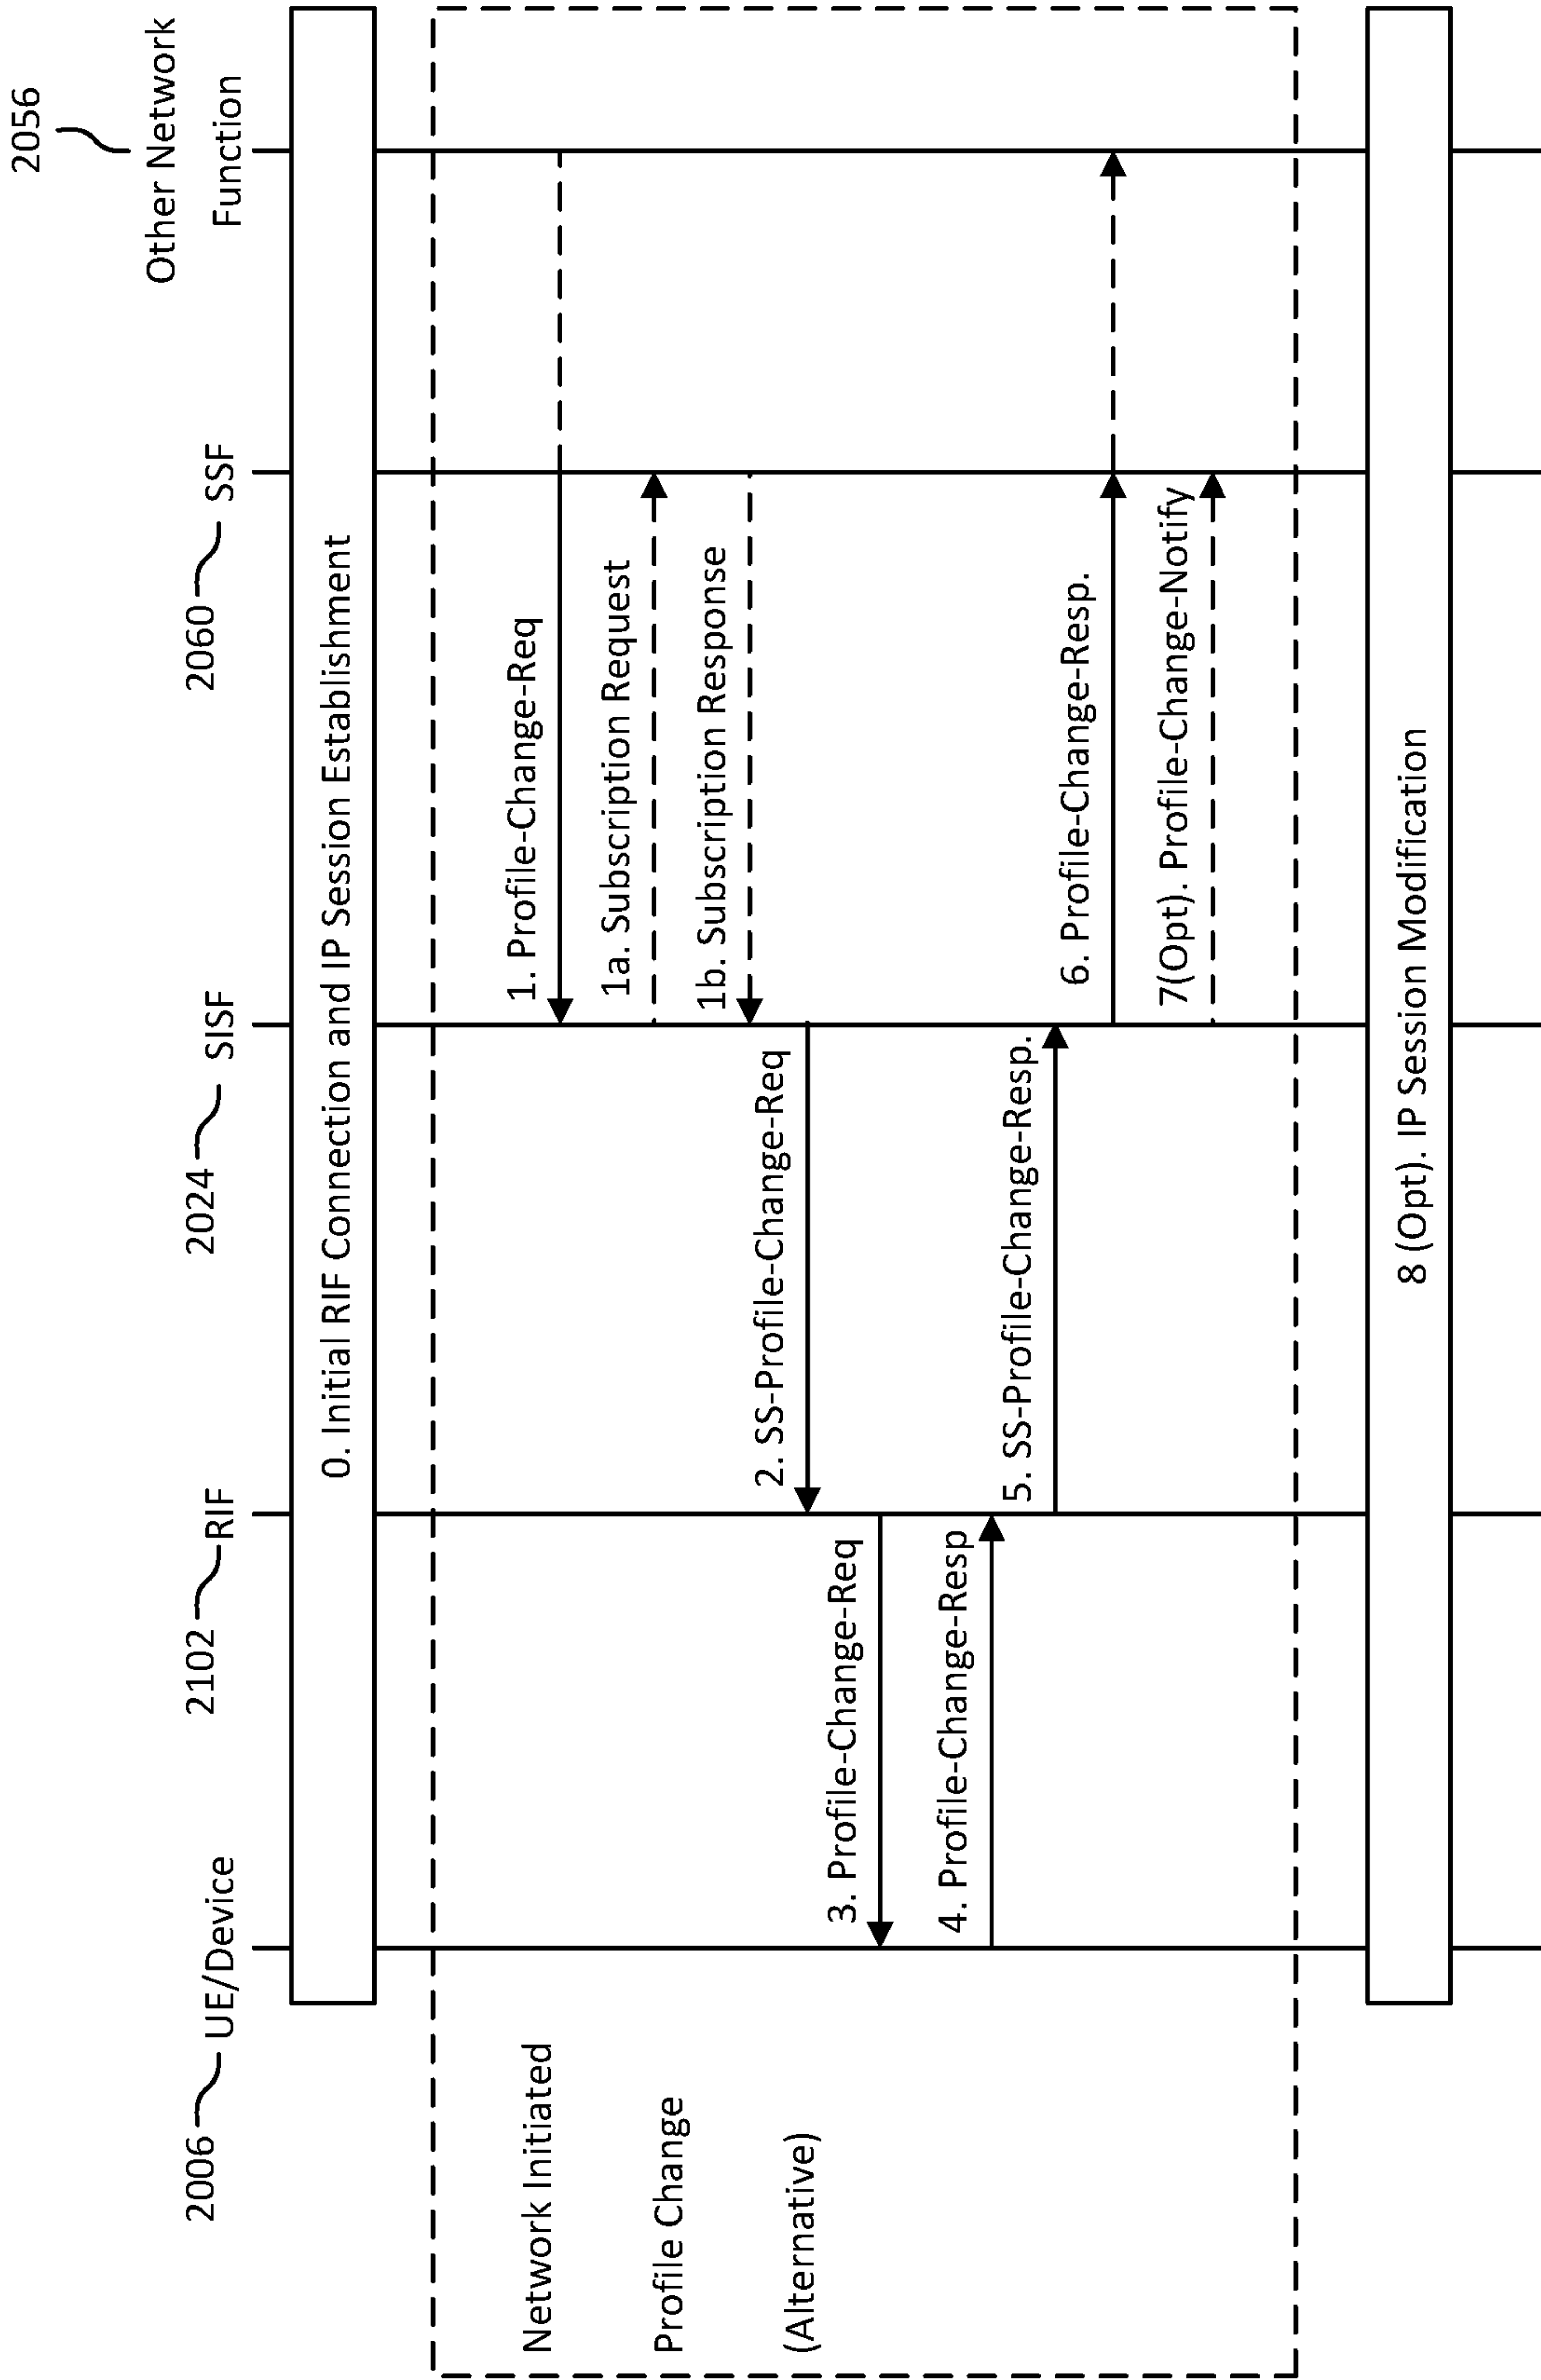 2056
Other Network
Function
2006
UE/Device
2102
RIF
2024
SISF
2060
SSF
0. Initial RIF Connection and IP Session Establishment
Network Initiated
Profile Change
(Alternative)
1. Profile-Change-Req
1a. Subscription Request
1b. Subscription Response
2. SS-Profile-Change-Req
3. Profile-Change-Req
4. Profile-Change-Resp
5. SS-Profile-Change-Resp.
6. Profile-Change-Resp.
7(Opt). Profile-Change-Notify
8 (Opt). IP Session Modification